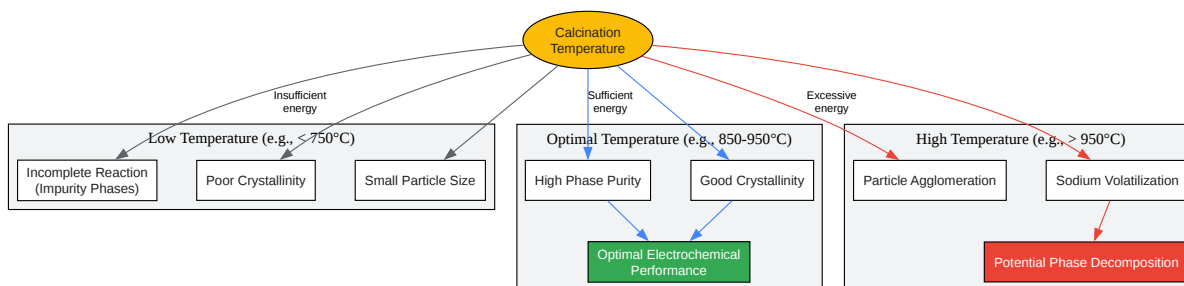 Calcination
Temperature
Insufficient
energy
Sufficient
energy
Excessive
energy
Low Temperature (e.g., < 750°C)
Optimal Temperature (e.g., 850-950°C)
High Temperature (e.g., > 950°C)
Incomplete Reaction
(Impurity Phases)
Poor Crystallinity
Small Particle Size
High Phase Purity
Good Crystallinity
Particle Agglomeration
Sodium Volatilization
Optimal Electrochemical
Performance
Potential Phase Decomposition